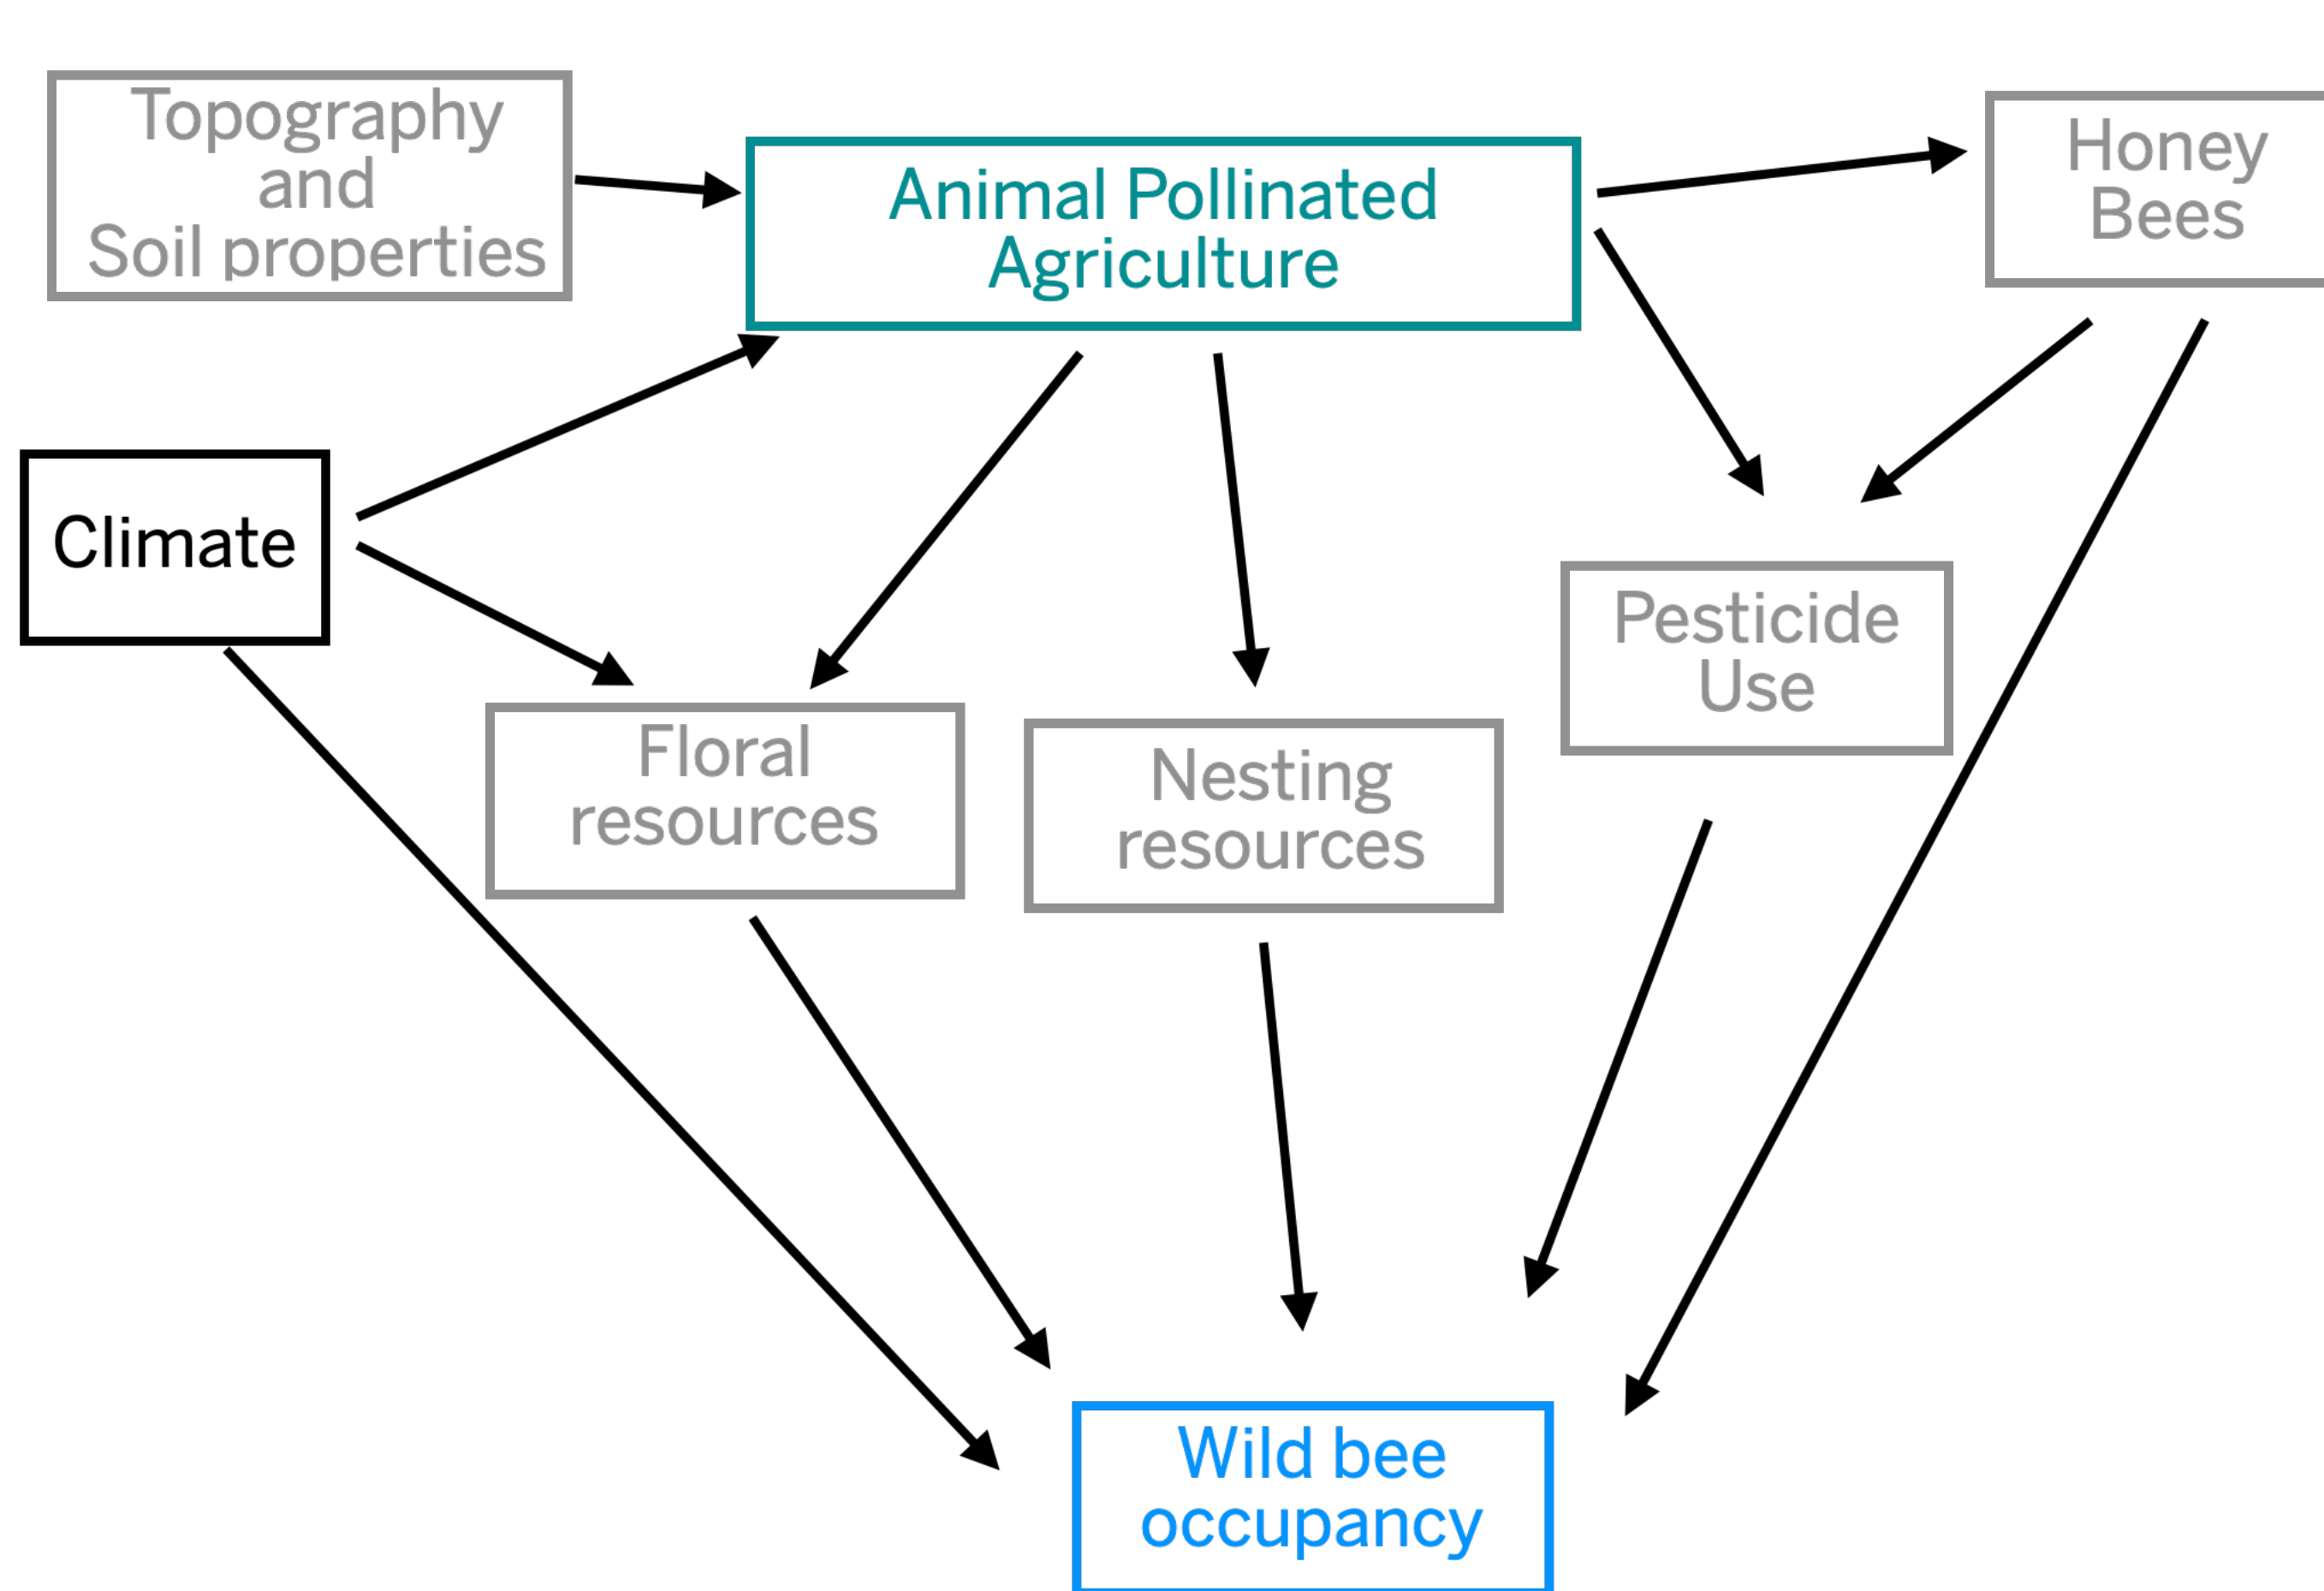 Topography
and
Soil properties
Animal Pollinated
Agriculture
Honey
Bees
Climate
Pesticide
Use
Floral
resources
Nesting
resources
Wild bee
occupancy